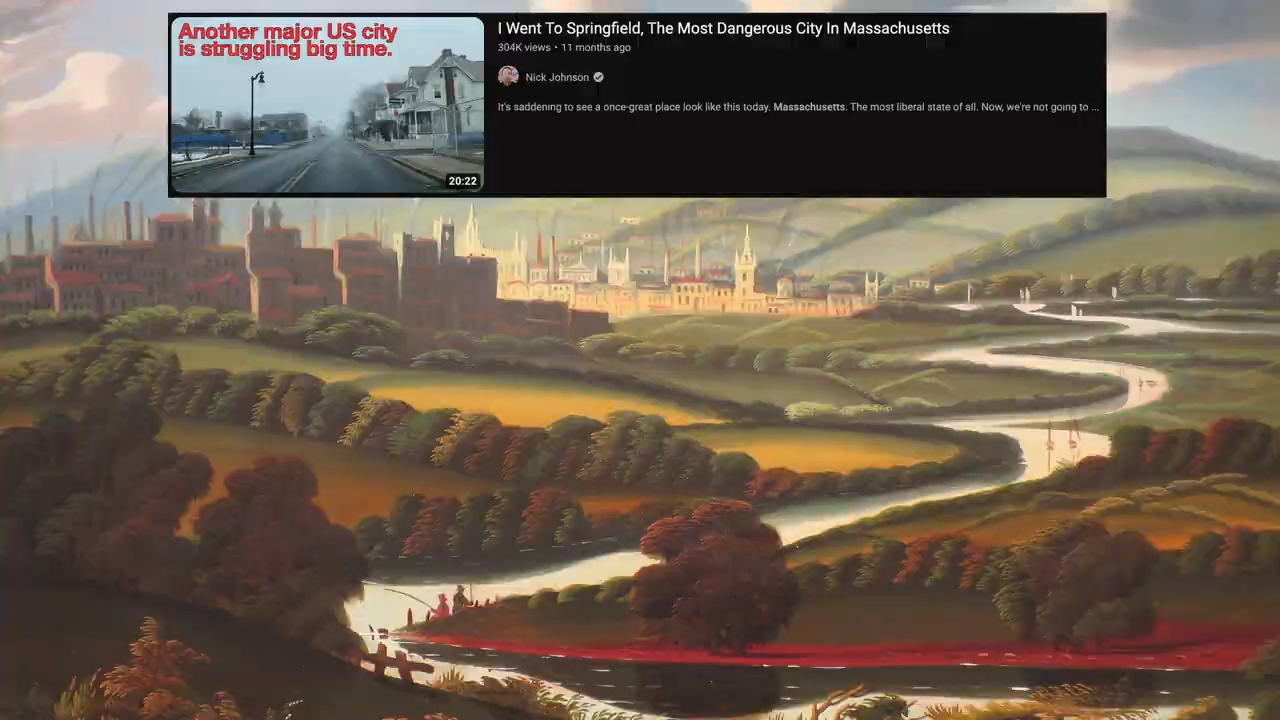 Another major US city
is struggling big time.
20:22
I Went To Springfield, The Most Dangerous City In Massachusetts
304K views • 11 months ago
Nick Johnson
It's saddening to see a once-great place look like this today. Massachusetts. The most liberal state of all. Now, we're not going to ...